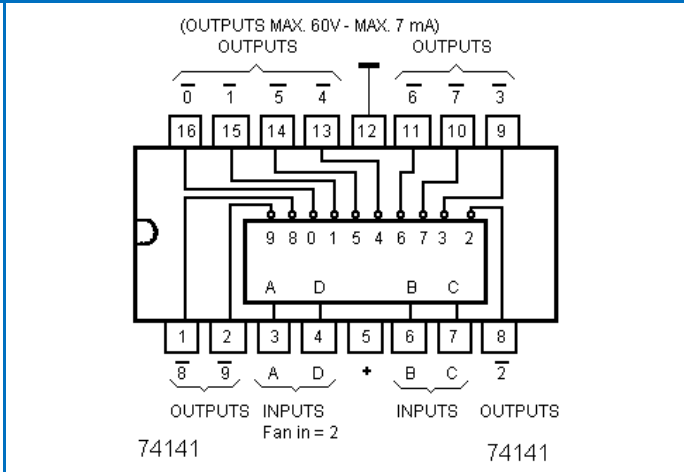 (OUTPUTS MAX. 60V - MAX. 7 mA)
OUTPUTS OUTPUTS
0 1 5 4 6 7 3
16 15 14 13 12 11 10 9
9 8 0 1 5 4 6 7 3 2
A D B C
1 2 3 4 5 6 7 8
8 9 A D + B C 2
OUTPUTS INPUTS INPUTS OUTPUTS
Fan in = 2
74141 74141